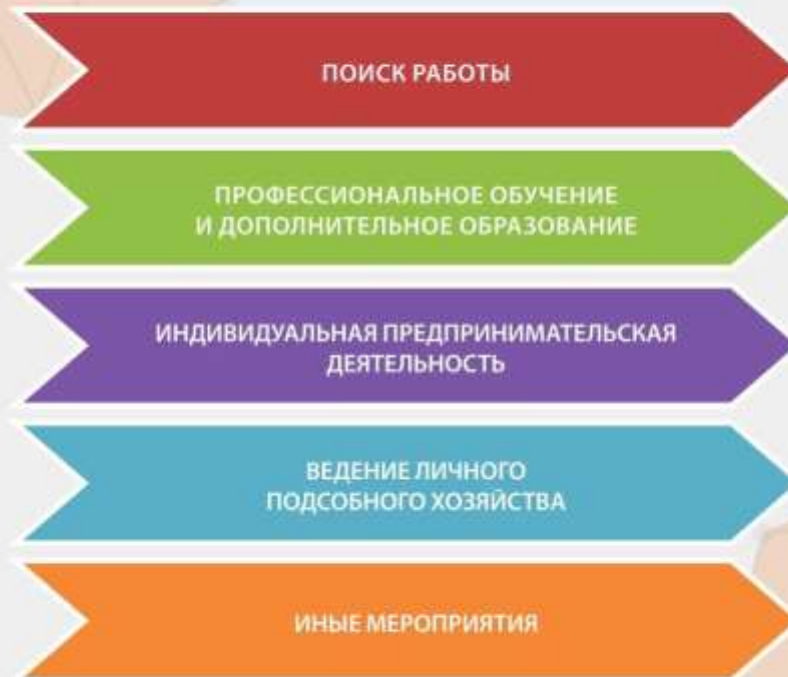 ПОИСК РАБОТЫ
ПРОФЕССИОНАЛЬНОЕ ОБУЧЕНИЕ
И ДОПОЛНИТЕЛЬНОЕ ОБРАЗОВАНИЕ
ИНДИВИДУАЛЬНАЯ ПРЕДПРИНИМАТЕЛЬСКАЯ
ДЕЯТЕЛЬНОСТЬ
ВЕДЕНИЕ ЛИЧНОГО
ПОДСОБНОГО ХОЗЯЙСТВА
ИНЫЕ МЕРОПРИЯТИЯ